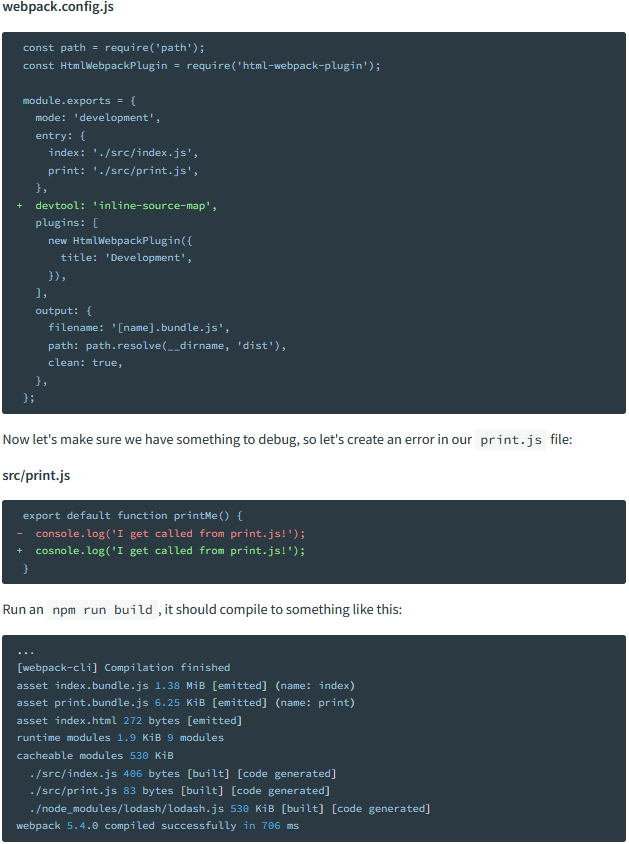 webpack.config.js
const path = require('path');
const HtmlWebpackPlugin = require('html-webpack-plugin');
module.exports = {
mode: 'development',
entry: {
index: './src/index.js',
print: './src/print.js',
},
+ devtool: 'inline-source-map',
plugins: [
new HtmlWebpackPlugin({
title: 'Development',
}),
],
output: {
filename: '[name].bundle.js',
path: path.resolve(__dirname, 'dist'),
clean: true,
},
};
Now let's make sure we have something to debug, so let's create an error in our print.js file:
src/print.js
export default function printMe() {
- console.log('I get called from print.js!');
+ cosnole.log('I get called from print.js!');
}
Run an npm run build, it should compile to something like this:
...
[webpack-cli] Compilation finished
asset index.bundle.js 1.38 MiB [emitted] (name: index)
asset print.bundle.js 6.25 KiB [emitted] (name: print)
asset index.html 272 bytes [emitted]
runtime modules 1.9 KiB 9 modules
cacheable modules 530 KiB
./src/index.js 406 bytes [built] [code generated]
./src/print.js 83 bytes [built] [code generated]
./node_modules/lodash/lodash.js 530 KiB [built] [code generated]
webpack 5.4.0 compiled successfully in 706 ms